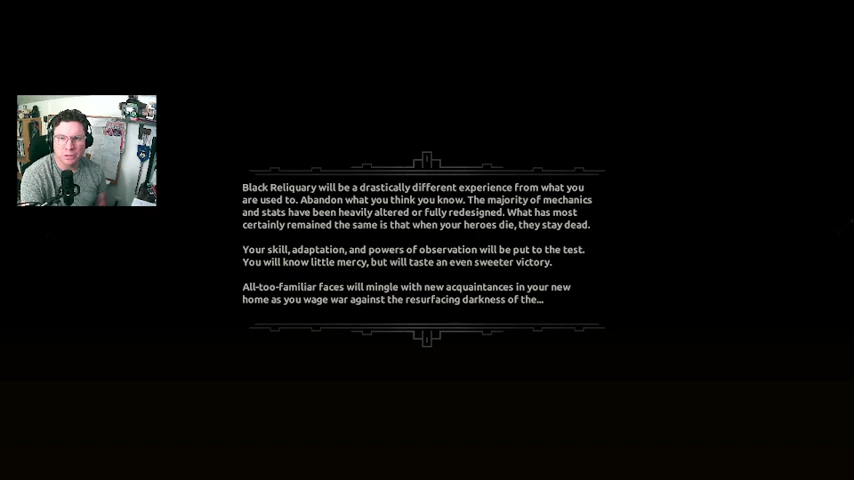 Black Reliquary will be a drastically different experience from what you
are used to. Abandon what you think you know. The majority of mechanics
and stats have been heavily altered or fully redesigned. What has most
certainly remained the same is that when your heroes die, they stay dead.
Your skill, adaptation, and powers of observation will be put to the test.
You will know little mercy, but will taste an even sweeter victory.
All-too-familiar faces will mingle with new acquaintances in your new
home as you wage war against the resurfacing darkness of the...